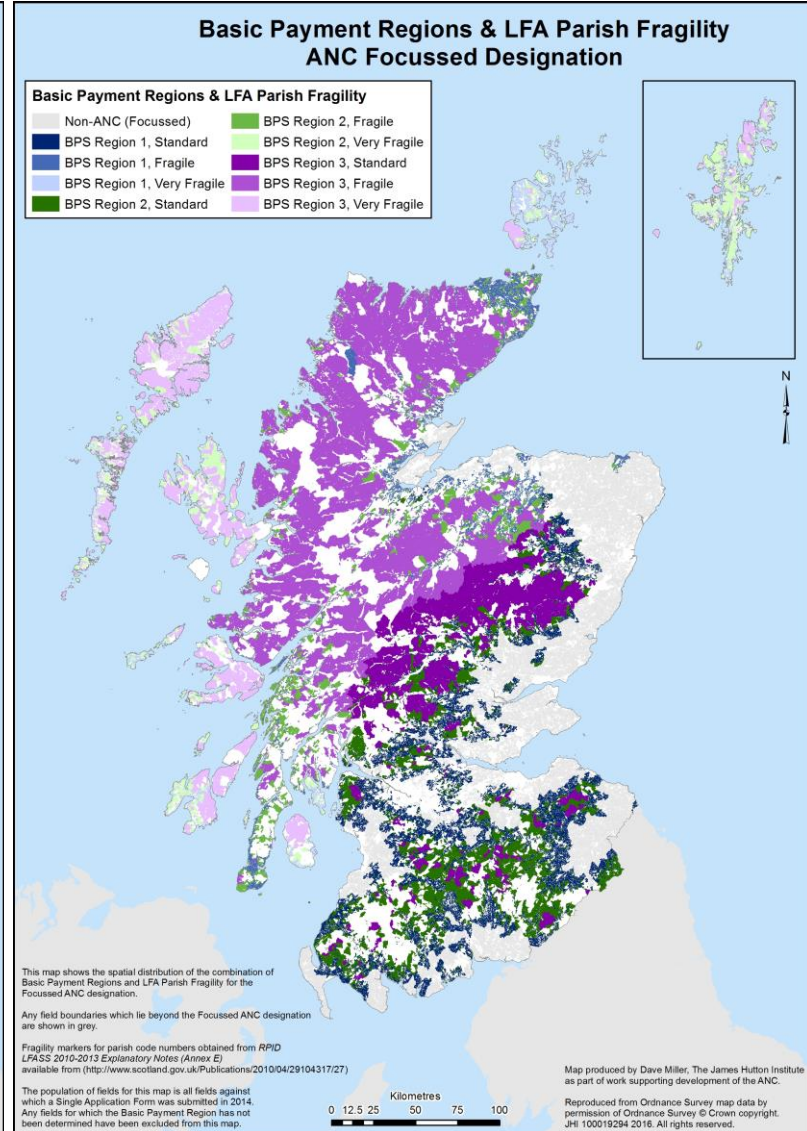 Basic Payment Regions & LFA Parish Fragility
ANC Focussed Designation
Basic Payment Regions & LFA Parish Fragility
Non-ANC (Focussed)
BPS Region 1, Standard
BPS Region 1, Fragile
BPS Region 1, Very Fragile
BPS Region 2, Standard
BPS Region 2, Fragile
BPS Region 2, Very Fragile
BPS Region 3, Standard
BPS Region 3, Fragile
BPS Region 3, Very Fragile
N
This map shows the spatial distribution of the combination of
Basic Payment Regions and LFA Parish Fragility for the
Focussed ANC designation.
Any field boundaries which lie beyond the Focussed ANC designation
are shown in grey.
Fragility markers for parish code numbers obtained from RPID
LFASS 2010-2013 Explanatory Notes (Annex E)
available from (http://www.scotland.gov.uk/Publications/2010/04/29104317/27)
The population of fields for this map is all fields against
which a Single Application Form was submitted in 2014.
Any fields for which the Basic Payment Region has not
been determined have been excluded from this map.
Kilometres
0 12.5 25 50 75 100
Map produced by Dave Miller, The James Hutton Institute
as part of work supporting development of the ANC.
Reproduced from Ordnance Survey map data by
permission of Ordnance Survey © Crown copyright.
JHI 100019294 2016. All rights reserved.